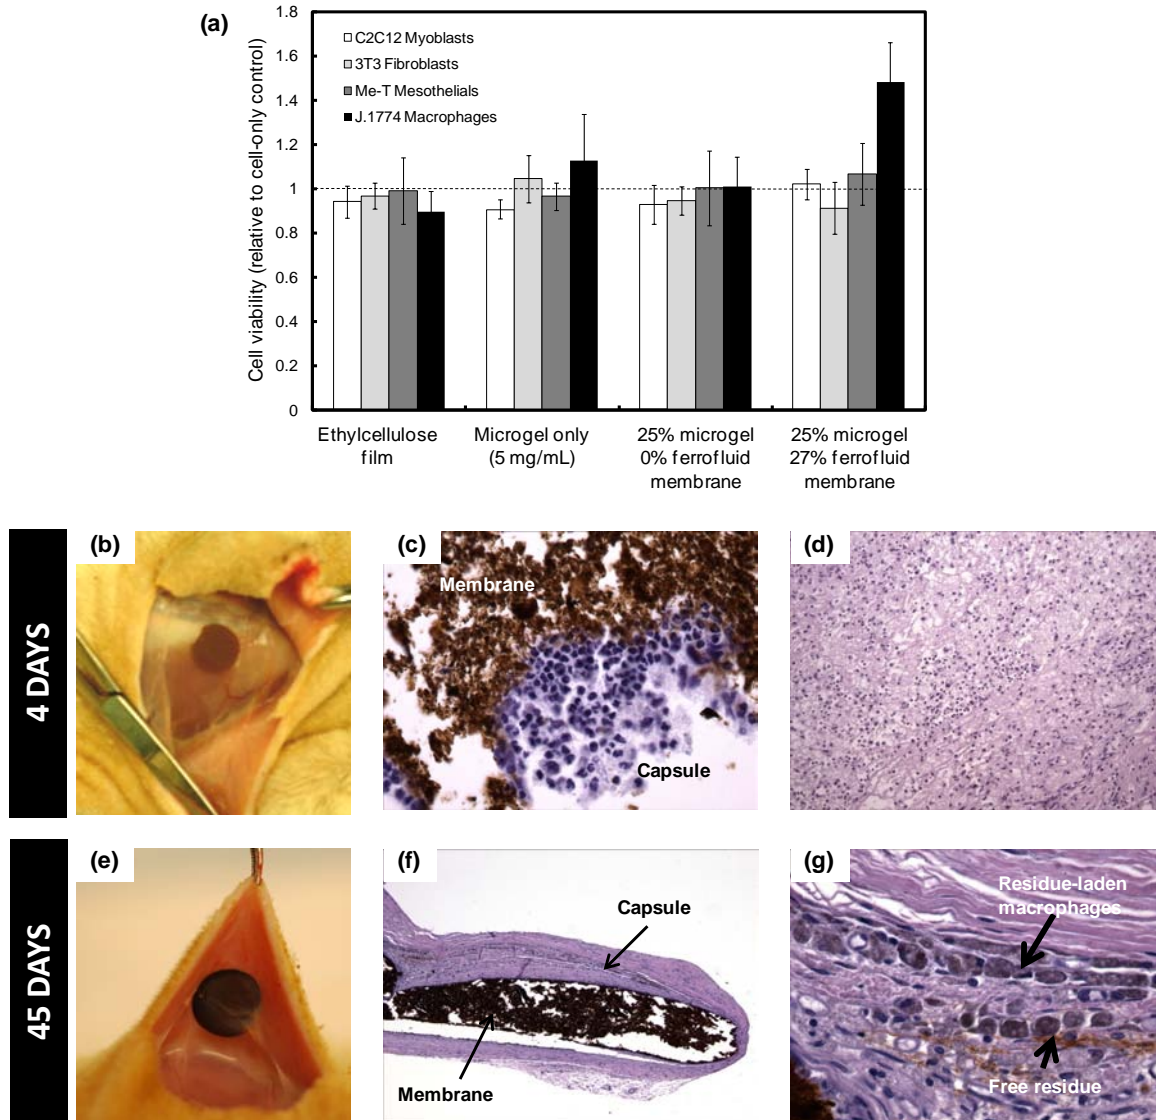 (a)
Cell viability (relative to cell-only control)
1.8
1.6
1.4
1.2
1
0.8
0.6
0.4
0.2
0
C2C12 Myoblasts
3T3 Fibroblasts
Me-T Mesothelials
J.1774 Macrophages
Ethylcellulose
film
Microgel only
(5 mg/mL)
25% microgel
0% ferrofluid
membrane
25% microgel
27% ferrofluid
membrane
4 DAYS
(b)
(c)
Membrane
Capsule
(d)
45 DAYS
(e)
(f)
Capsule
Membrane
(g)
Residue-laden
macrophages
Free residue